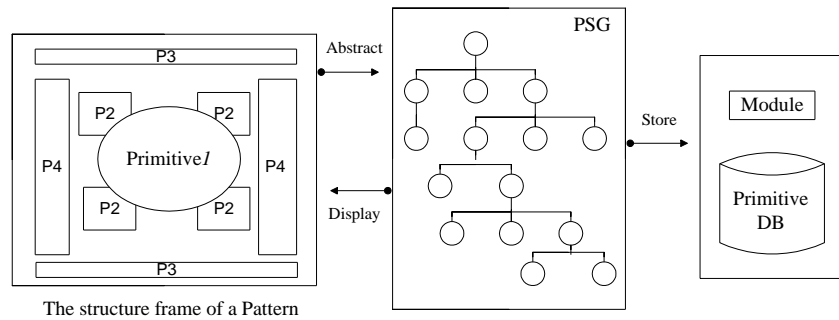 P3
P2
P2
P4
Primitive1
P4
P2
P2
P3
The structure frame of a Pattern
Abstract
Display
PSG
Store
Module
Primitive
DB